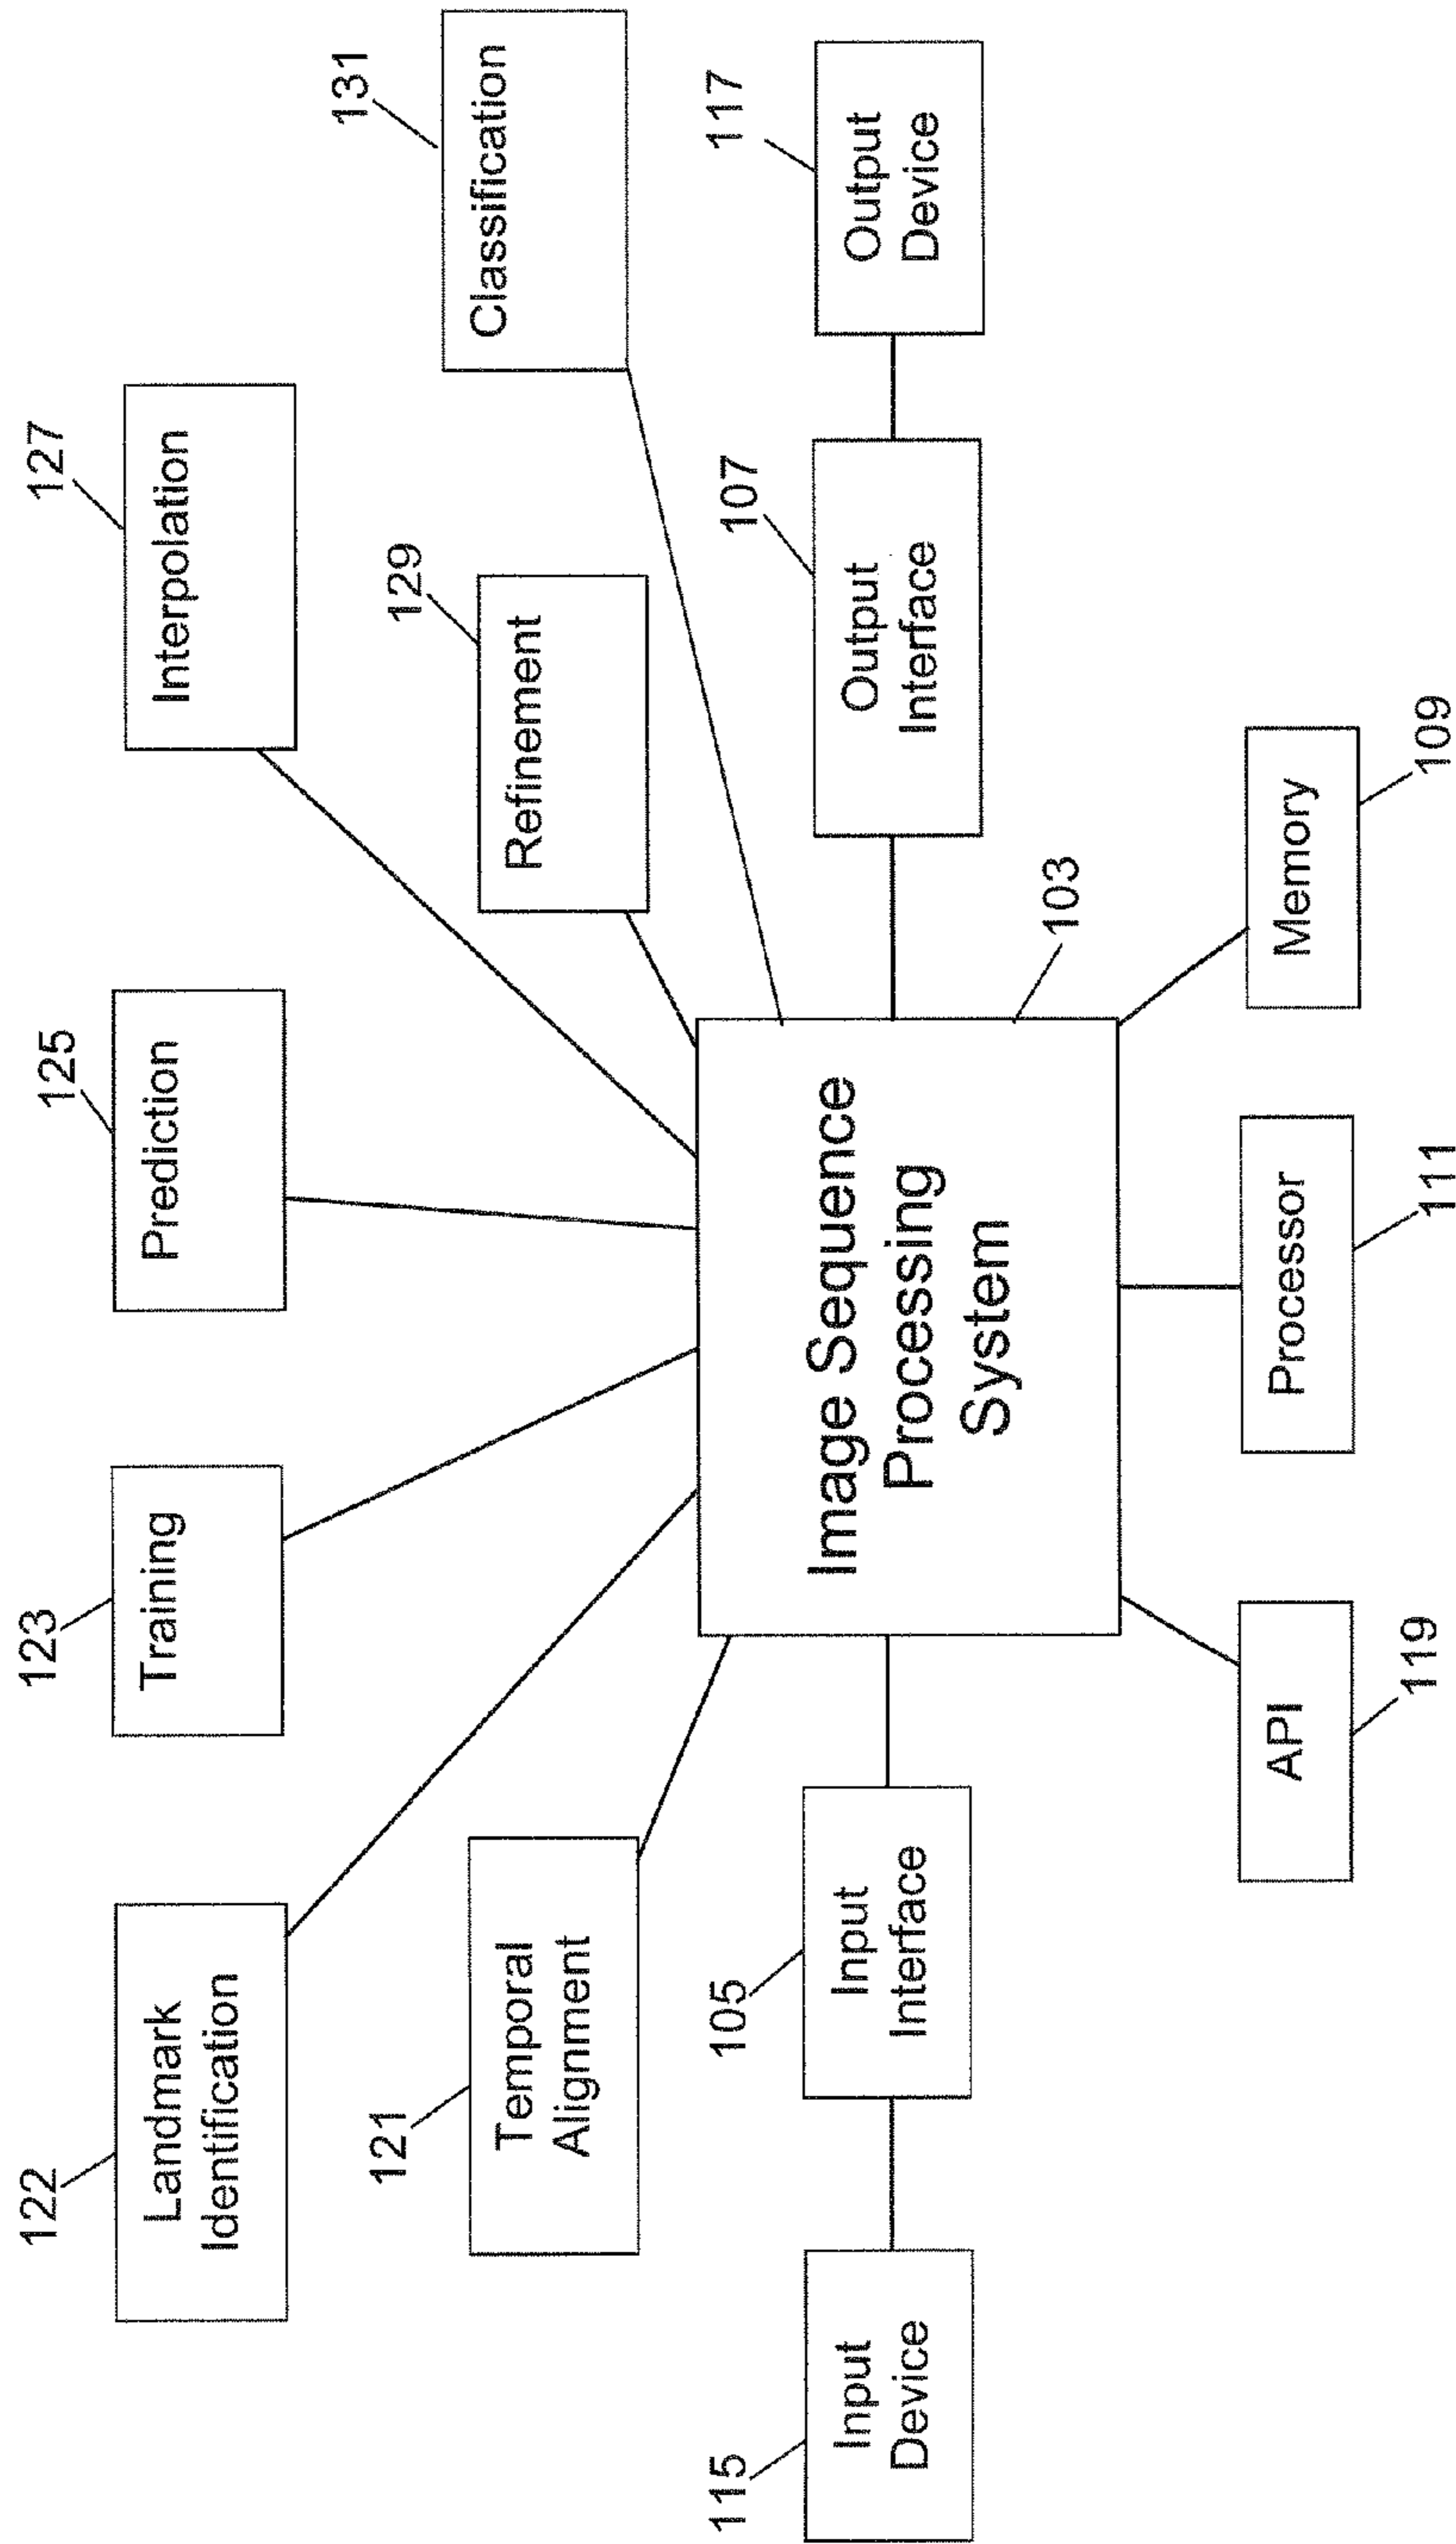 122
Landmark
Identification
123
Training
125
Prediction
127
Interpolation
121
Temporal
Alignment
129
Refinement
131
Classification
Image Sequence
Processing
System
103
115
Input
Device
105
Input
Interface
107
Output
Interface
117
Output
Device
API
119
Processor
111
Memory
109